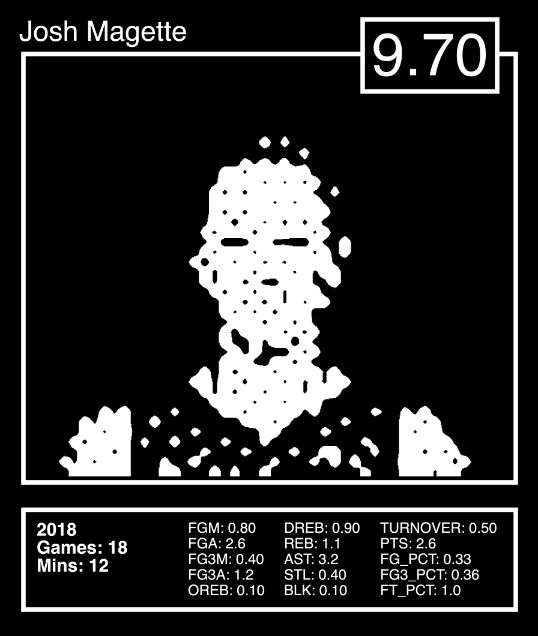 Josh Magette
9.70
2018
Games: 18
Mins: 12
FGM: 0.80
FGA: 2.6
FG3M: 0.40
FG3A: 1.2
OREB: 0.10
DREB: 0.90
REB: 1.1
AST: 3.2
STL: 0.40
BLK: 0.10
TURNOVER: 0.50
PTS: 2.6
FG_PCT: 0.33
FG3_PCT: 0.36
FT_PCT: 1.0